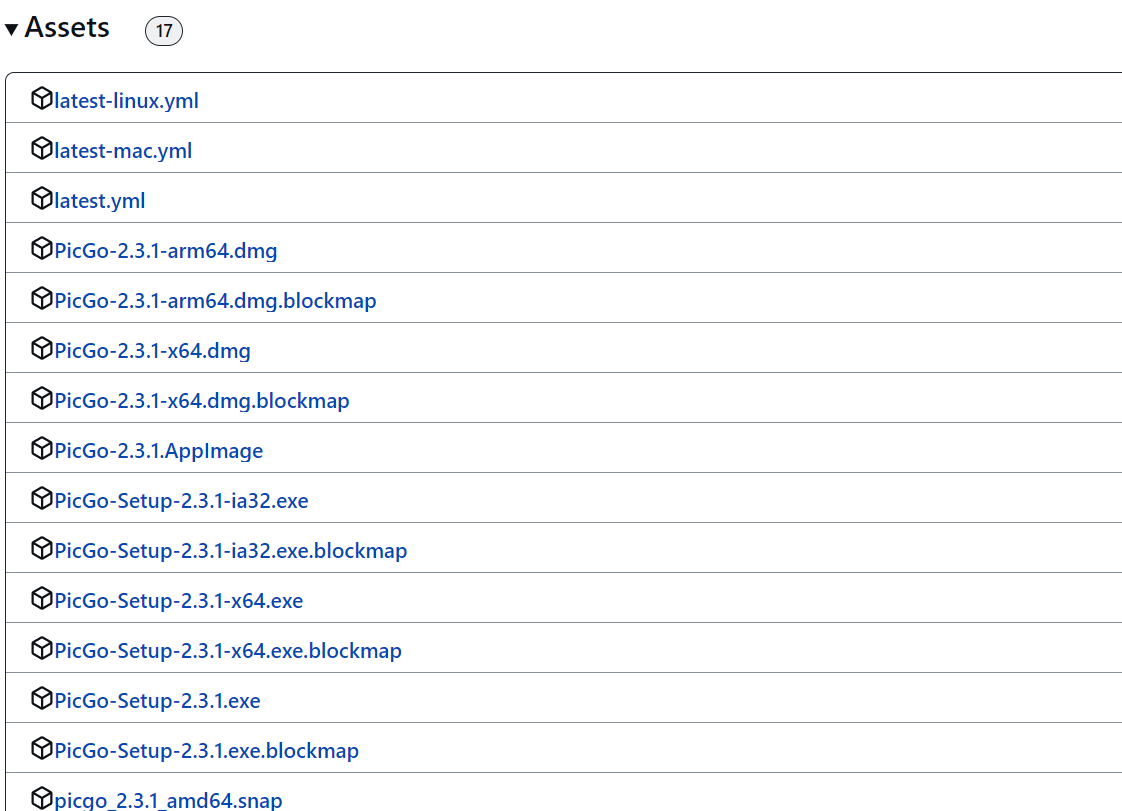 Assets 17
latest-linux.yml
latest-mac.yml
latest.yml
PicGo-2.3.1-arm64.dmg
PicGo-2.3.1-arm64.dmg.blockmap
PicGo-2.3.1-x64.dmg
PicGo-2.3.1-x64.dmg.blockmap
PicGo-2.3.1.AppImage
PicGo-Setup-2.3.1-ia32.exe
PicGo-Setup-2.3.1-ia32.exe.blockmap
PicGo-Setup-2.3.1-x64.exe
PicGo-Setup-2.3.1-x64.exe.blockmap
PicGo-Setup-2.3.1.exe
PicGo-Setup-2.3.1.exe.blockmap
picgo_2.3.1_amd64.snap